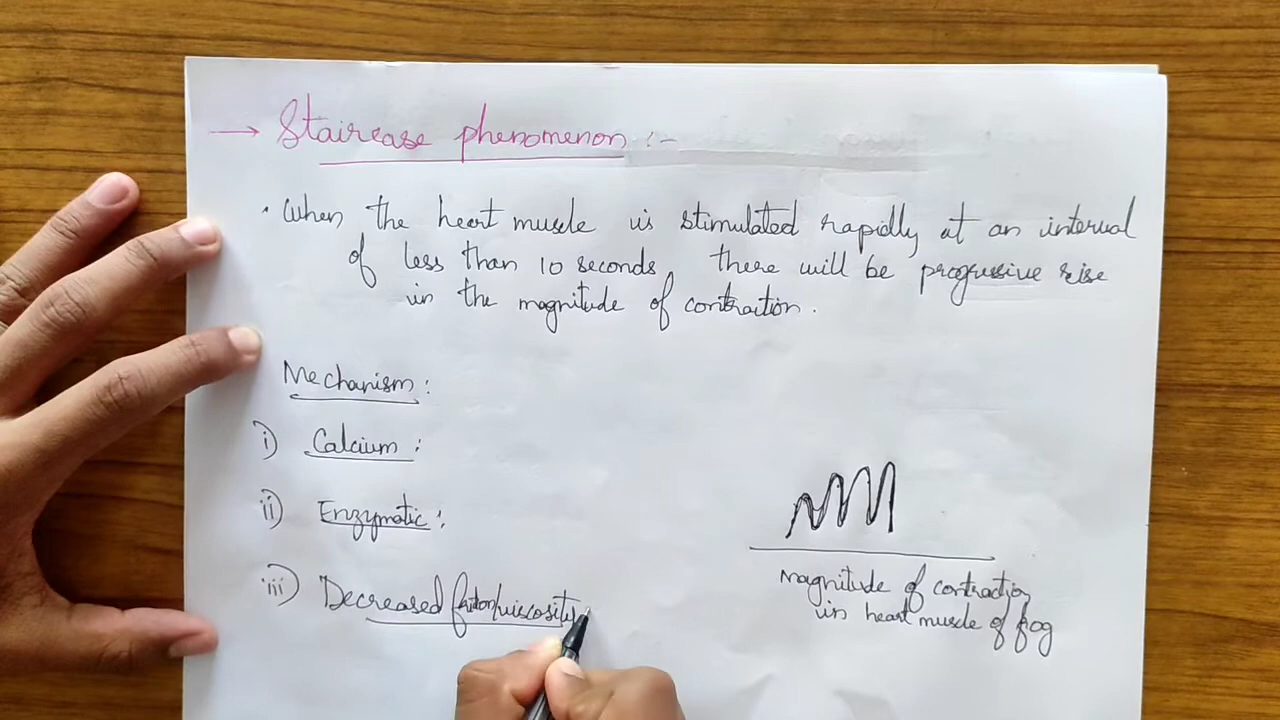 → Staircase phenomenon :-
• When the heart muscle is stimulated rapidly at an interval
of less than 10 seconds, there will be progressive rise
in the magnitude of contraction.
Mechanism :
i) Calcium :
ii) Enzymatic :
iii) Decreased friction/viscosity
Magnitude of contraction
in heart muscle of frog